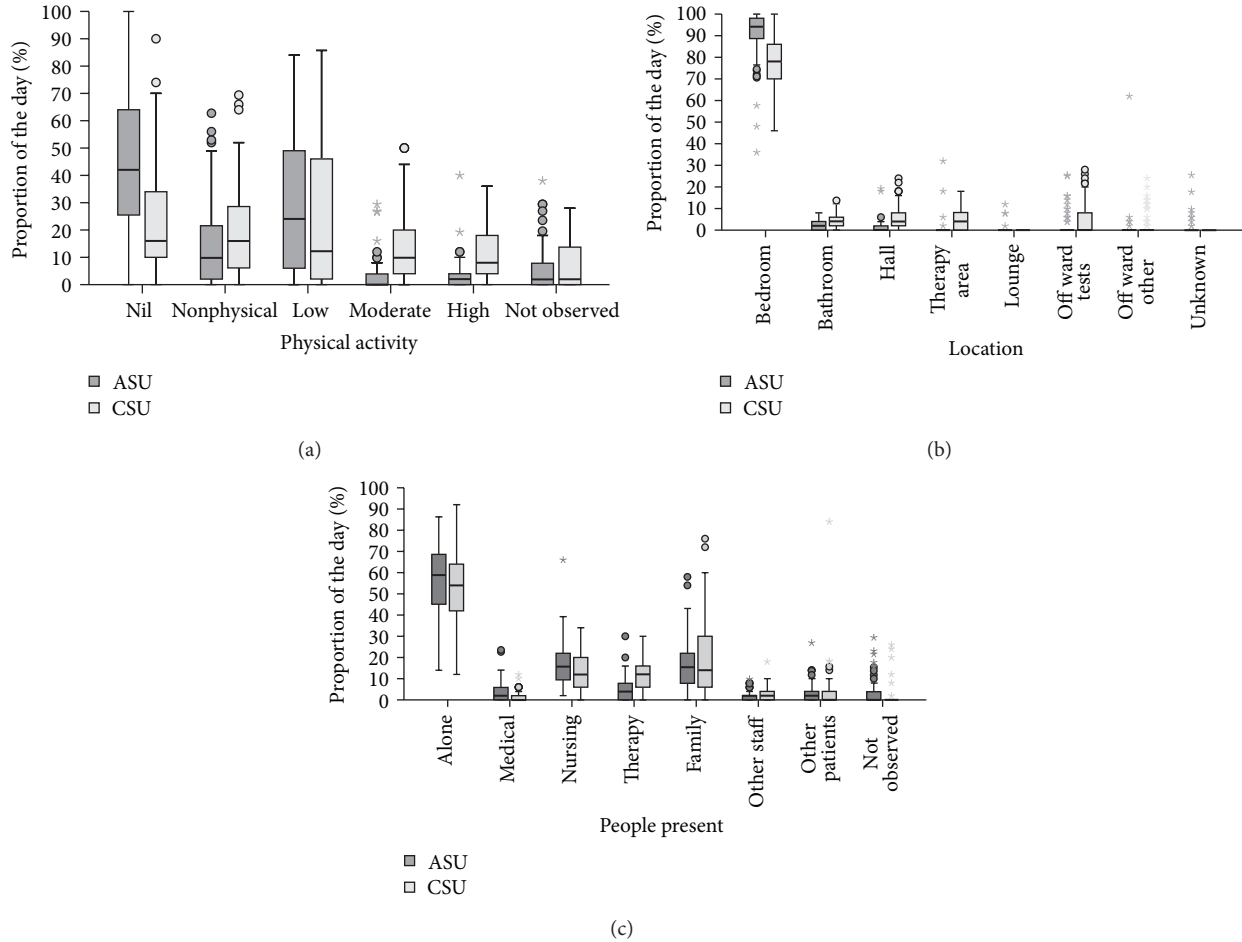 100
90
80
70
60
50
40
30
20
10
0
Proportion of the day (%)
Nil Nonphysical Low Moderate High Not observed
Physical activity
ASU
CSU
(a)
100
90
80
70
60
50
40
30
20
10
0
Proportion of the day (%)
Bedroom
Bathroom
Hall
Therapy
area
Lounge
Off ward
tests
Off ward
other
Unknown
Location
ASU
CSU
(b)
100
90
80
70
60
50
40
30
20
10
0
Proportion of the day (%)
Alone
Medical
Nursing
Therapy
Family
Other staff
Other
patients
Not
observed
People present
ASU
CSU
(c)